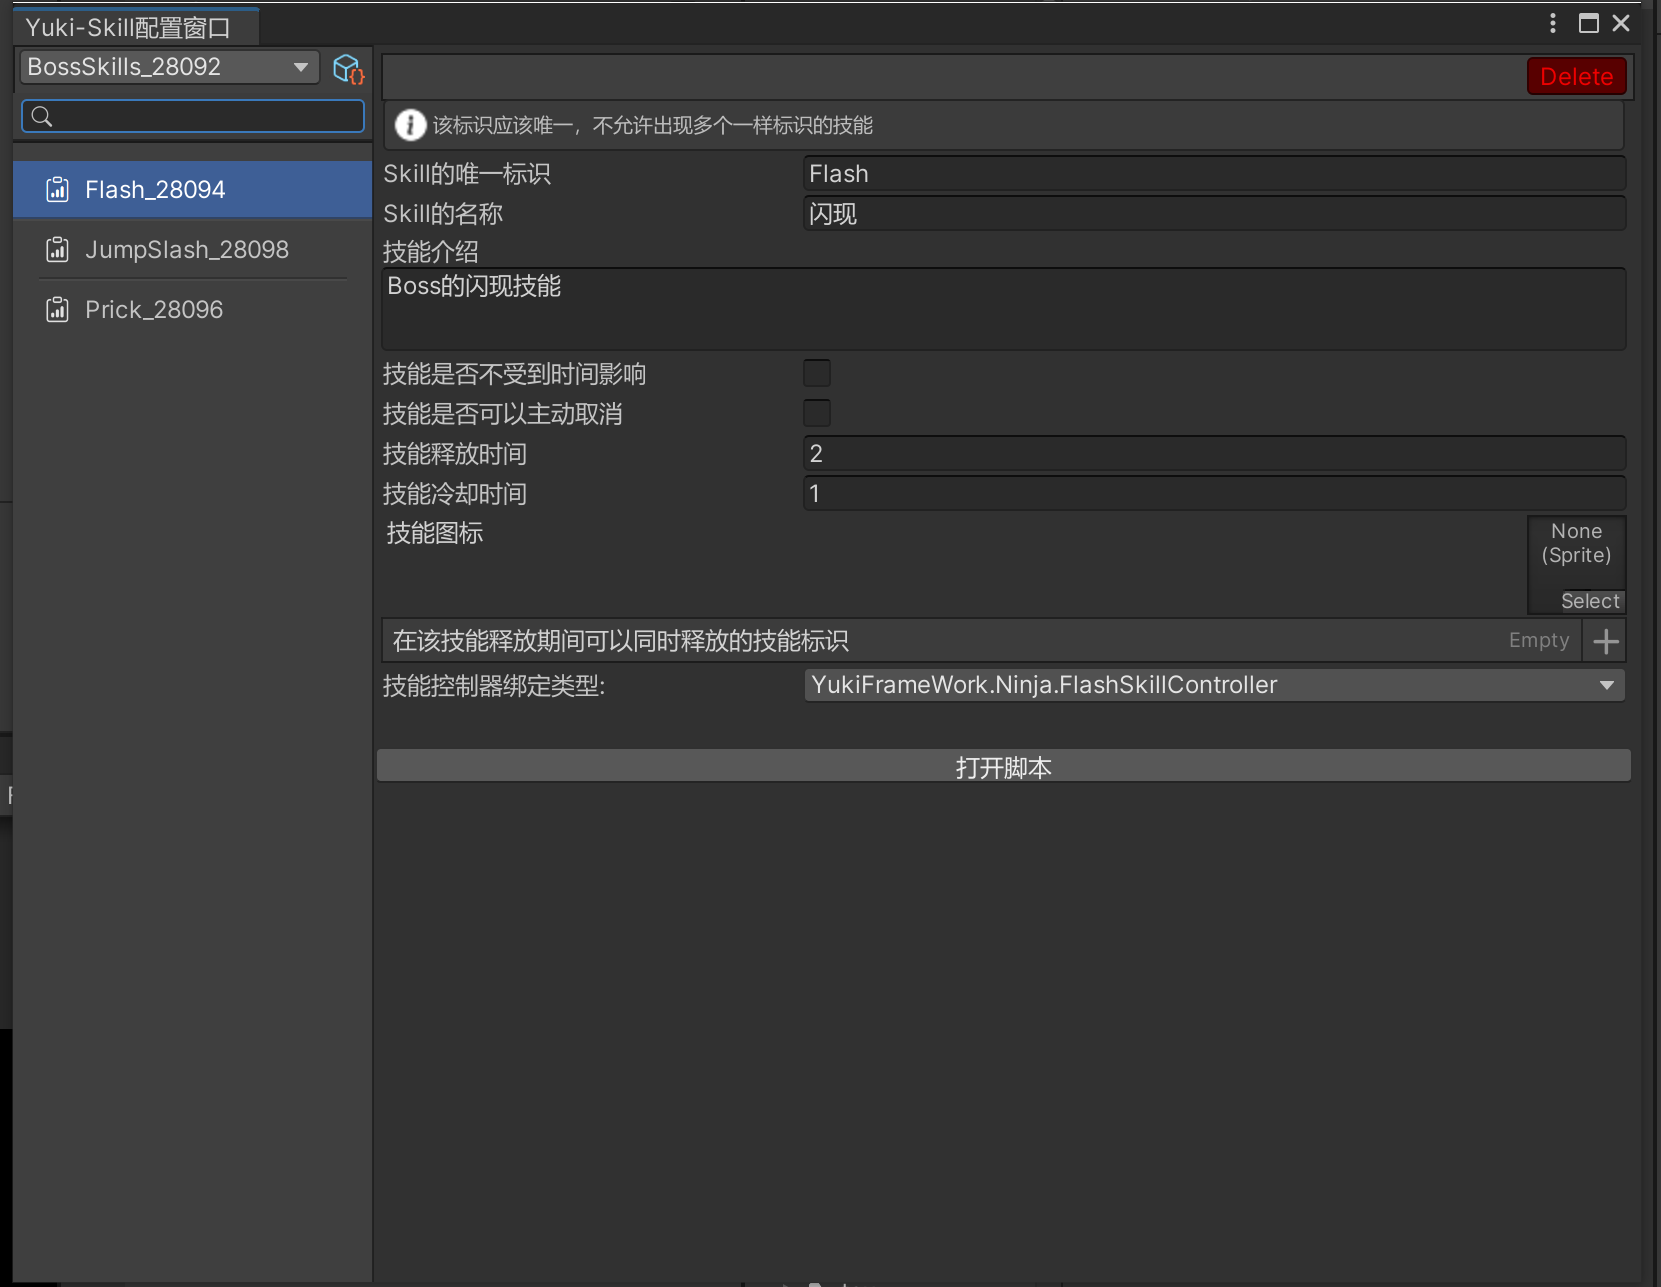 Yuki-Skill配置窗口
BossSkills_28092
Flash_28094
JumpSlash_28098
Prick_28096
Delete
该标识应该唯一，不允许出现多个一样标识的技能
Skill的唯一标识
Flash
Skill的名称
闪现
技能介绍
Boss的闪现技能
技能是否不受到时间影响
技能是否可以主动取消
技能释放时间
2
技能冷却时间
1
技能图标
None
(Sprite)
Select
在该技能释放期间可以同时释放的技能标识
Empty
技能控制器绑定类型:
YukiFrameWork.Ninja.FlashSkillController
打开脚本